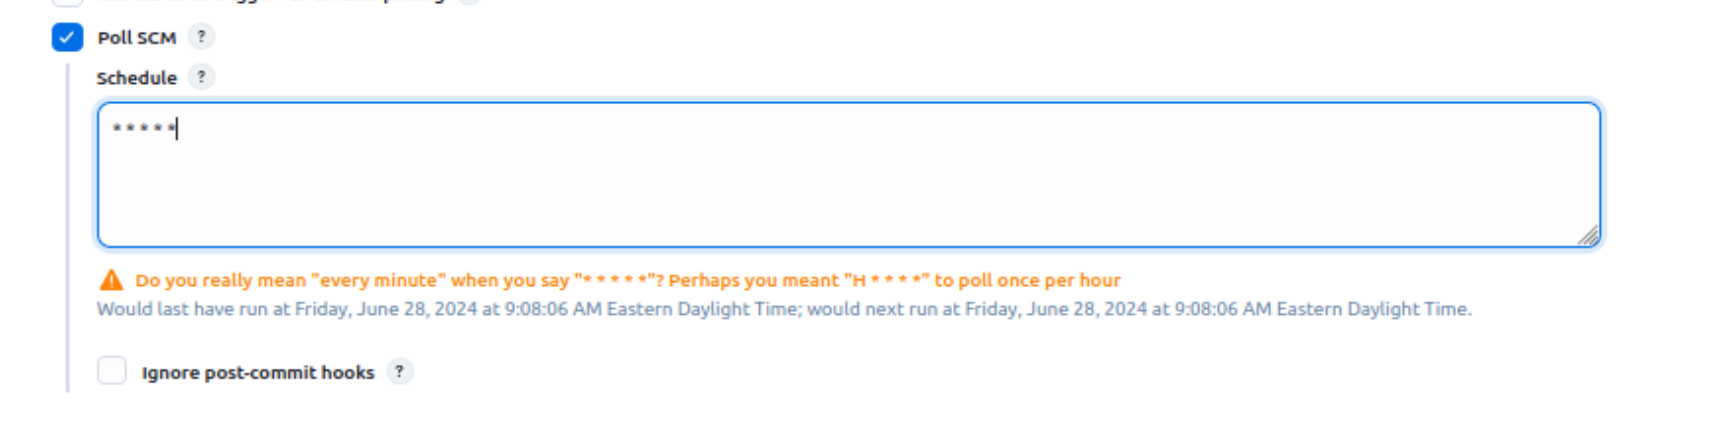 Poll SCM ?
Schedule ?
* * * * *
Do you really mean "every minute" when you say "* * * * *"? Perhaps you meant "H * * * *" to poll once per hour
Would last have run at Friday, June 28, 2024 at 9:08:06 AM Eastern Daylight Time; would next run at Friday, June 28, 2024 at 9:08:06 AM Eastern Daylight Time.
Ignore post-commit hooks ?